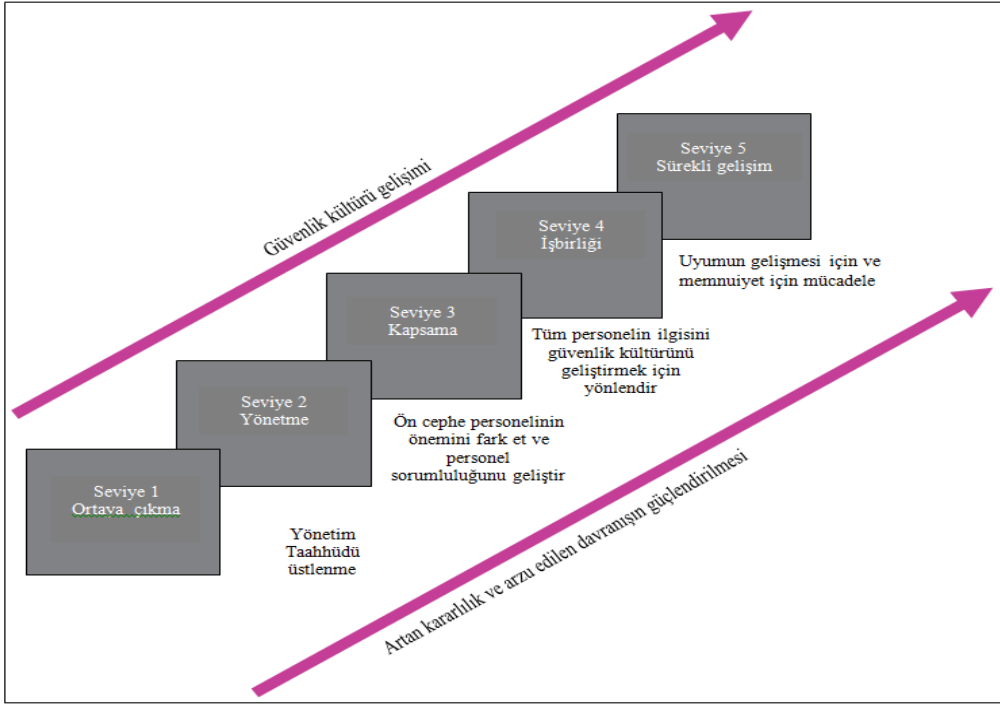 Güvenlik kültürü gelişimi
Seviye 5
Sürekli gelişim
Seviye 4
İşbirliği
Uyumun gelişmesi için ve
memnuiyet için mücadele
Seviye 3
Kapsama
Tüm personelin ilgisini
güvenlik kültürünü
geliştirmek için
yönlendir
Seviye 2
Yönetme
Ön cephe personelinin
önemini fark et ve
personel
sorumluluğunu geliştir
Seviye 1
Ortaya çıkma
Yönetim
Taahhüdü
üstlenme
Artan kararlılık ve arzu edilen davranışın güçlendirilmesi